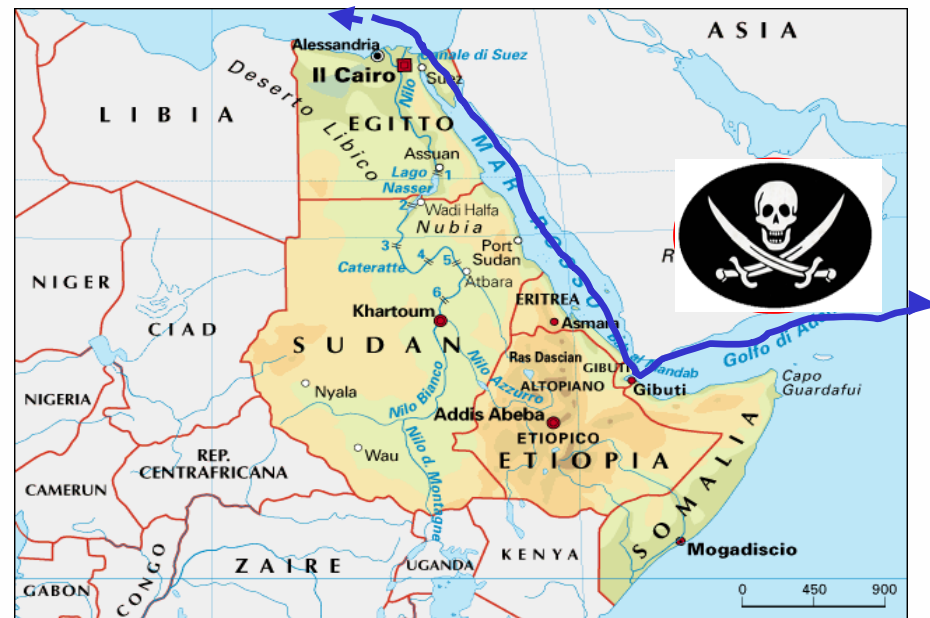 ASIA
Alessandria
Canale di Suez
Il Cairo
Suez
Nilo
LIBIA
Deserto Libico
EGITTO
Assuan
1
Lago
Nasser
MAR ROSSO
2
Wadi Halfa
Nubia
3
4
5
Port
Sudan
Cateratte
Atbara
NIGER
6
ERITREA
CIAD
Khartoum
Asmara
SUDAN
Ras Dascian
GIBUTI
Golfo di
Nilo Azzurro
ALTOPIANO
Gibuti
Capo
Guardafui
NIGERIA
Nyala
Nilo Bianco
Addis Abeba
ETIOPICO
Wau
Nilo d. Montagne
ETIOPIA
SOMALIA
REP.
CENTRAFRICANA
CAMERUN
Mogadiscio
KENYA
ZAIRE
UGANDA
CONGO
GABON
0 450 900